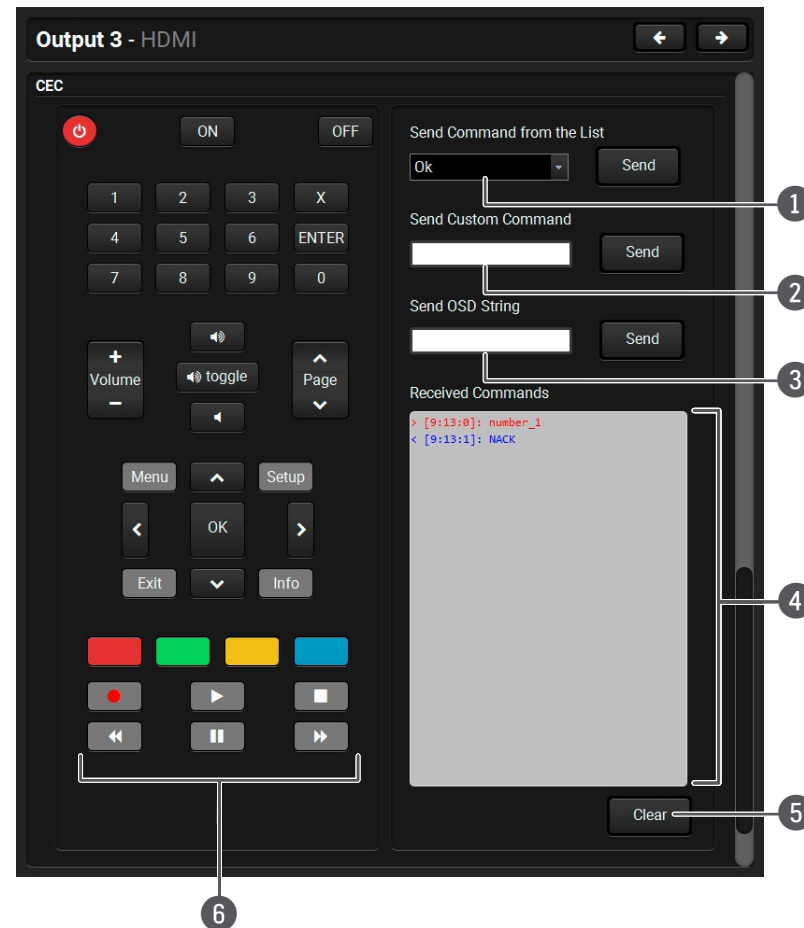 Output 3 - HDMI
CEC
ON
OFF
1 2 3 X
4 5 6 ENTER
7 8 9 0
+
Volume
−
toggle
Page
Menu
Setup
OK
Exit
Info
Send Command from the List
Ok
Send
Send Custom Command
Send
Send OSD String
Send
Received Commands
> [9:13:0]: number_1
< [9:13:1]: NACK
Clear
1
2
3
4
5
6